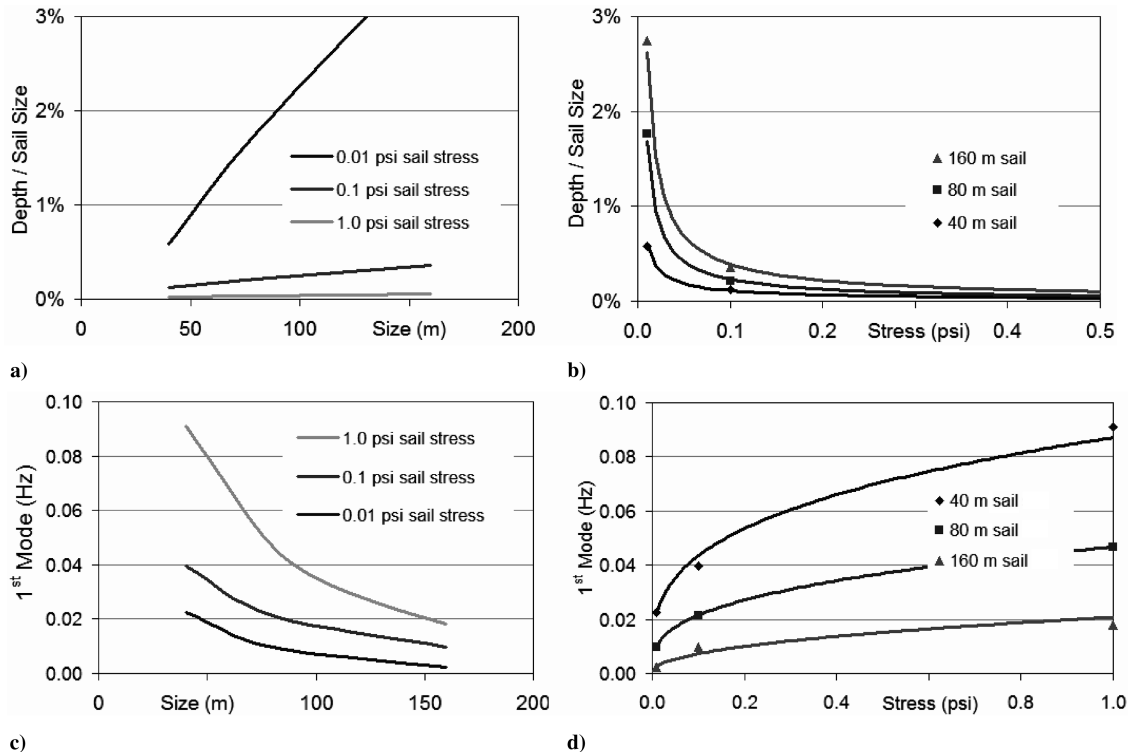 3%
2%
1%
0%
Depth / Sail Size
0.01 psi sail stress
0.1 psi sail stress
1.0 psi sail stress
0
50
100
150
200
Size (m)
a)
3%
2%
1%
0%
Depth / Sail Size
160 m sail
80 m sail
40 m sail
0.0
0.1
0.2
0.3
0.4
0.5
Stress (psi)
b)
0.10
0.08
0.06
0.04
0.02
0.00
1st Mode (Hz)
1.0 psi sail stress
0.1 psi sail stress
0.01 psi sail stress
0
50
100
150
200
Size (m)
c)
0.10
0.08
0.06
0.04
0.02
0.00
1st Mode (Hz)
40 m sail
80 m sail
160 m sail
0.0
0.2
0.4
0.6
0.8
1.0
Stress (psi)
d)